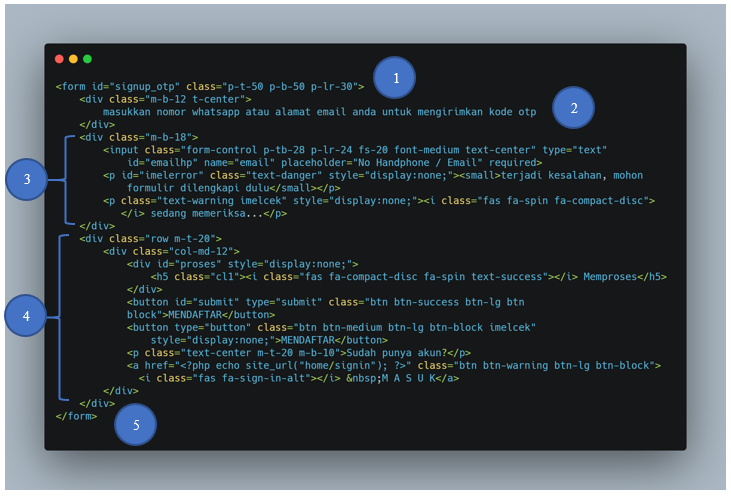 <form id="signup_otp" class="p-t-50 p-b-50 p-lr-30">
1
<div class="m-b-12 t-center">
masukkan nomor whatsapp atau alamat email anda untuk mengirimkan kode otp
2
</div>
<div class="m-b-18">
<input class="form-control p-tb-28 p-lr-24 fs-20 font-medium text-center" type="text"
id="emailhp" name="email" placeholder="No Handphone / Email" required>
<p id="imelerror" class="text-danger" style="display:none;"><small>terjadi kesalahan, mohon
formulir dilengkapi dulu</small></p>
<p class="text-warning imelcek" style="display:none;"><i class="fas fa-spin fa-compact-disc">
</i> sedang memeriksa...</p>
</div>
3
<div class="row m-t-20">
<div class="col-md-12">
<div id="proses" style="display:none;">
<h5 class="cl1"><i class="fas fa-compact-disc fa-spin text-success"></i> Memproses</h5>
</div>
<button id="submit" type="submit" class="btn btn-success btn-lg btn
block">MENDAFTAR</button>
<button type="button" class="btn btn-medium btn-lg btn-block imelcek"
style="display:none;">MENDAFTAR</button>
<p class="text-center m-t-20 m-b-10">Sudah punya akun?</p>
<a href="<?php echo site_url("home/signin"); ?>" class="btn btn-warning btn-lg btn-block">
<i class="fas fa-sign-in-alt"></i> &nbsp;M A S U K</a>
</div>
</div>
4
</form>
5